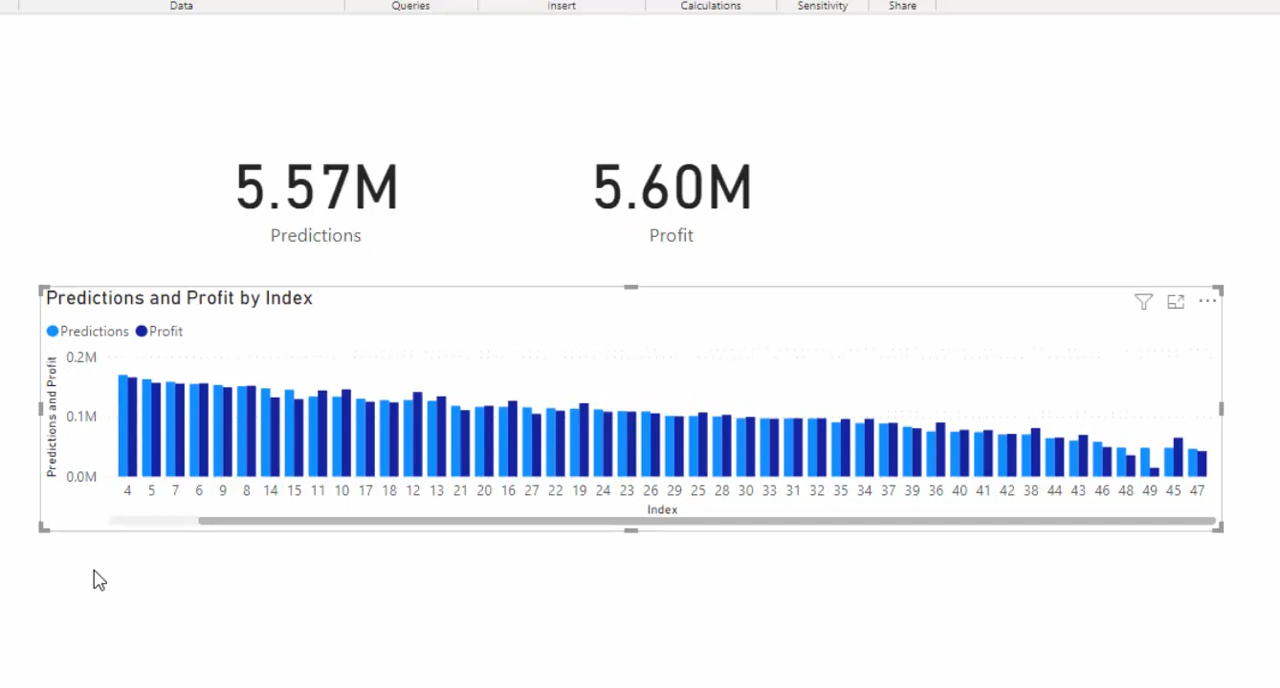 Data Queries Insert Calculations Sensitivity Share
5.57M 5.60M
Predictions Profit
Predictions and Profit by Index
Predictions Profit
0.2M
0.1M
0.0M
Predictions and Profit
4 5 7 6 9 8 14 15 11 10 17 18 12 13 21 20 16 27 22 19 24 23 26 29 25 28 30 33 31 32 35 34 37 39 36 40 41 42 38 44 43 46 48 49 45 47
Index